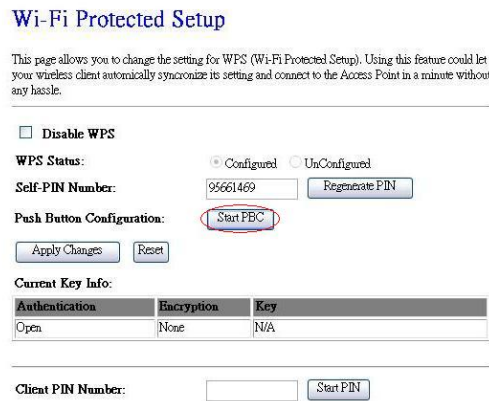 Wi-Fi Protected Setup
This page allows you to change the setting for WPS (Wi-Fi Protected Setup). Using this feature could let
your wireless client automically syncronize its setting and connect to the Access Point in a minute without
any hassle.
Disable WPS
WPS Status: Configured UnConfigured
Self-PIN Number: 95661469 Regenerate PIN
Push Button Configuration: Start PBC
Apply Changes Reset
Current Key Info:
Authentication Encryption Key
Open None N/A
Client PIN Number: Start PIN